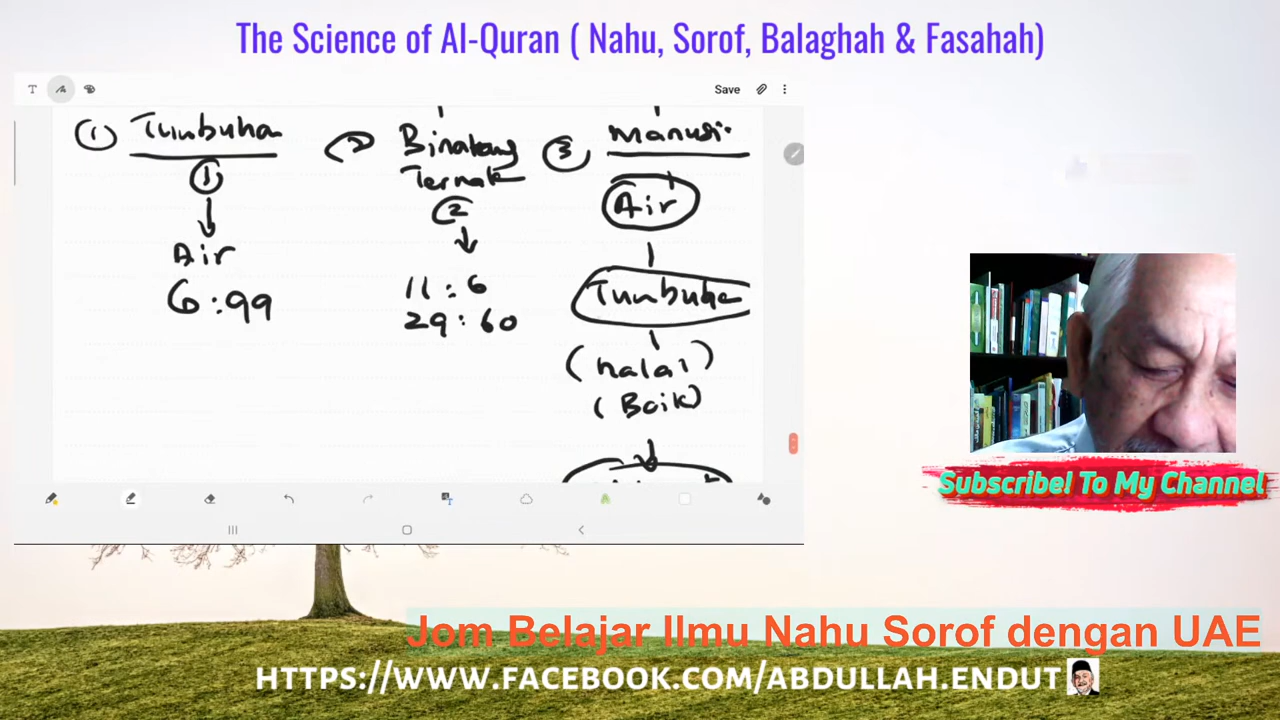 The Science of Al-Quran ( Nahu, Sorof, Balaghah & Fasahah)
T
Save
① Tumbuhan
①
Air
6:99
② Binatang
Ternak
②
11:6
29:60
③ Manusi
Air
Tumbuha
(halal)
(Baik)
Subscribe! To My Channel
Jom Belajar Ilmu Nahu Sorof dengan UAE
HTTPS://WWW.FACEBOOK.COM/ABDULLAH.ENDUT